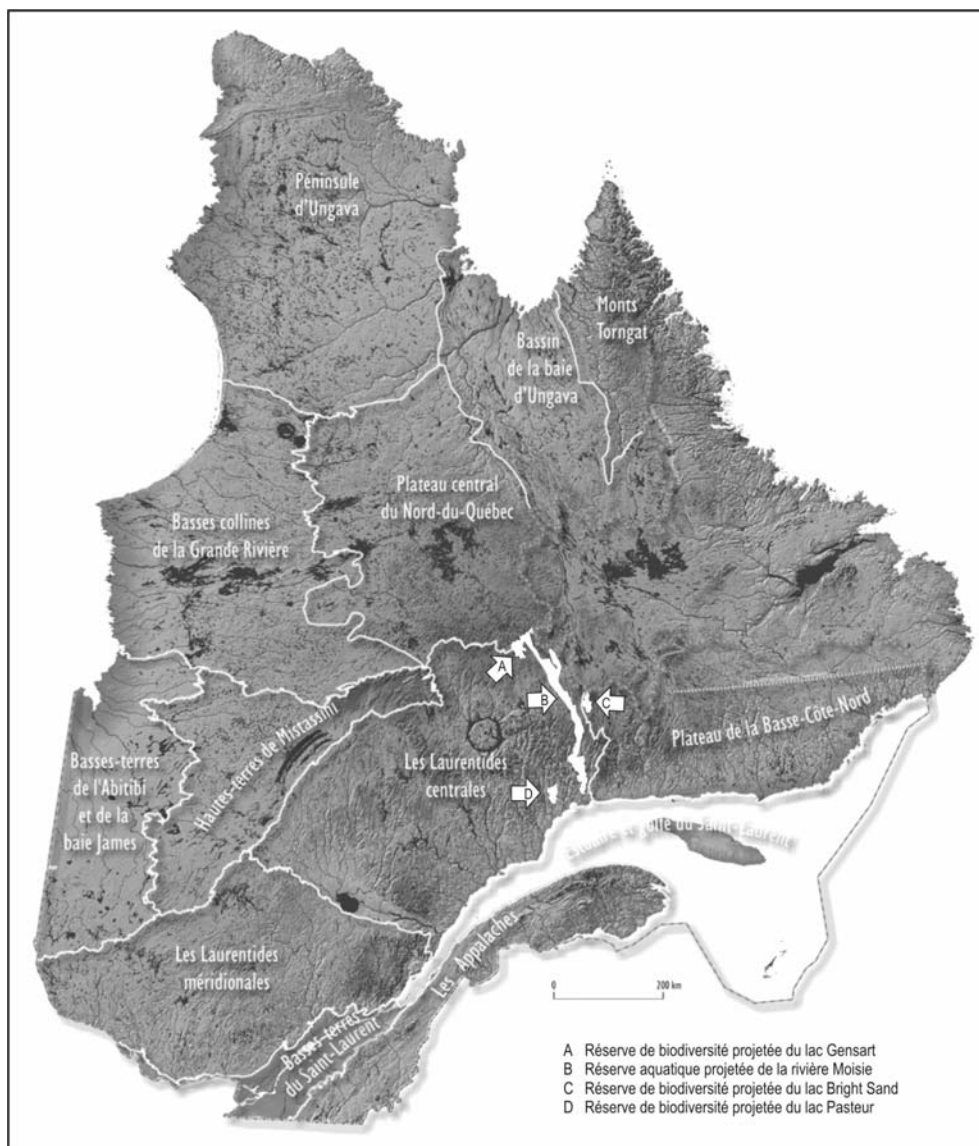 Péninsule
d'Ungava
Monts
Torngat
Bassin
de la baie
d'Ungava
Plateau central
du Nord-du-Québec
Basses collines
de la Grande Rivière
A
B
C
Plateau de la Basse-Côte-Nord
Hautes-terres de Mistassini
Basses-terres
de l'Abitibi
et de la
baie James
Les Laurentides
centrales
D
Estuaire et golfe du Saint-Laurent
Les Appalaches
Les Laurentides
méridionales
Basses-terres
du Saint-Laurent
0 200 km
A Réserve de biodiversité projetée du lac Gensart
B Réserve aquatique projetée de la rivière Moisie
C Réserve de biodiversité projetée du lac Bright Sand
D Réserve de biodiversité projetée du lac Pasteur